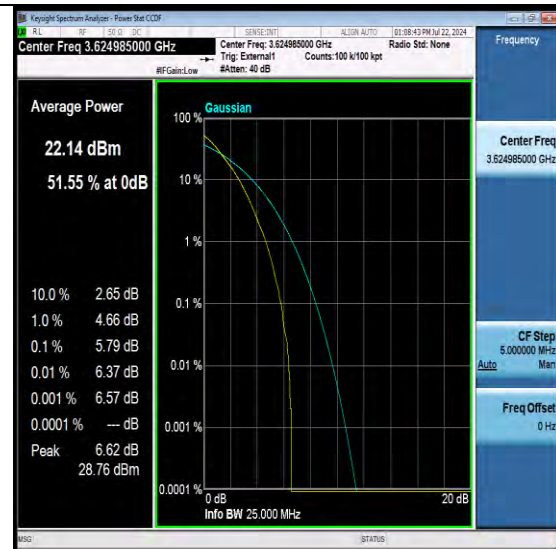 Keysight Spectrum Analyzer - Power Stat CCDF
RL RF 50 Ω DC SENSE:INT ALIGN AUTO 01:08:43 PM Jul 22, 2024
Center Freq 3.624985000 GHz
Center Freq: 3.624985000 GHz Radio Std: None
Trig: External1 Counts:100 k/100 kpt
#IFGain:Low #Atten: 40 dB
Frequency
Average Power
22.14 dBm
51.55 % at 0dB
10.0 % 2.65 dB
1.0 % 4.66 dB
0.1 % 5.79 dB
0.01 % 6.37 dB
0.001 % 6.57 dB
0.0001 % --- dB
Peak 6.62 dB
28.76 dBm
Gaussian
100 %
10 %
1 %
0.1 %
0.01 %
0.001 %
0.0001 %
0 dB 20 dB
Info BW 25.000 MHz
Center Freq
3.624985000 GHz
CF Step
5.000000 MHz
Auto Man
Freq Offset
0 Hz
MSG STATUS